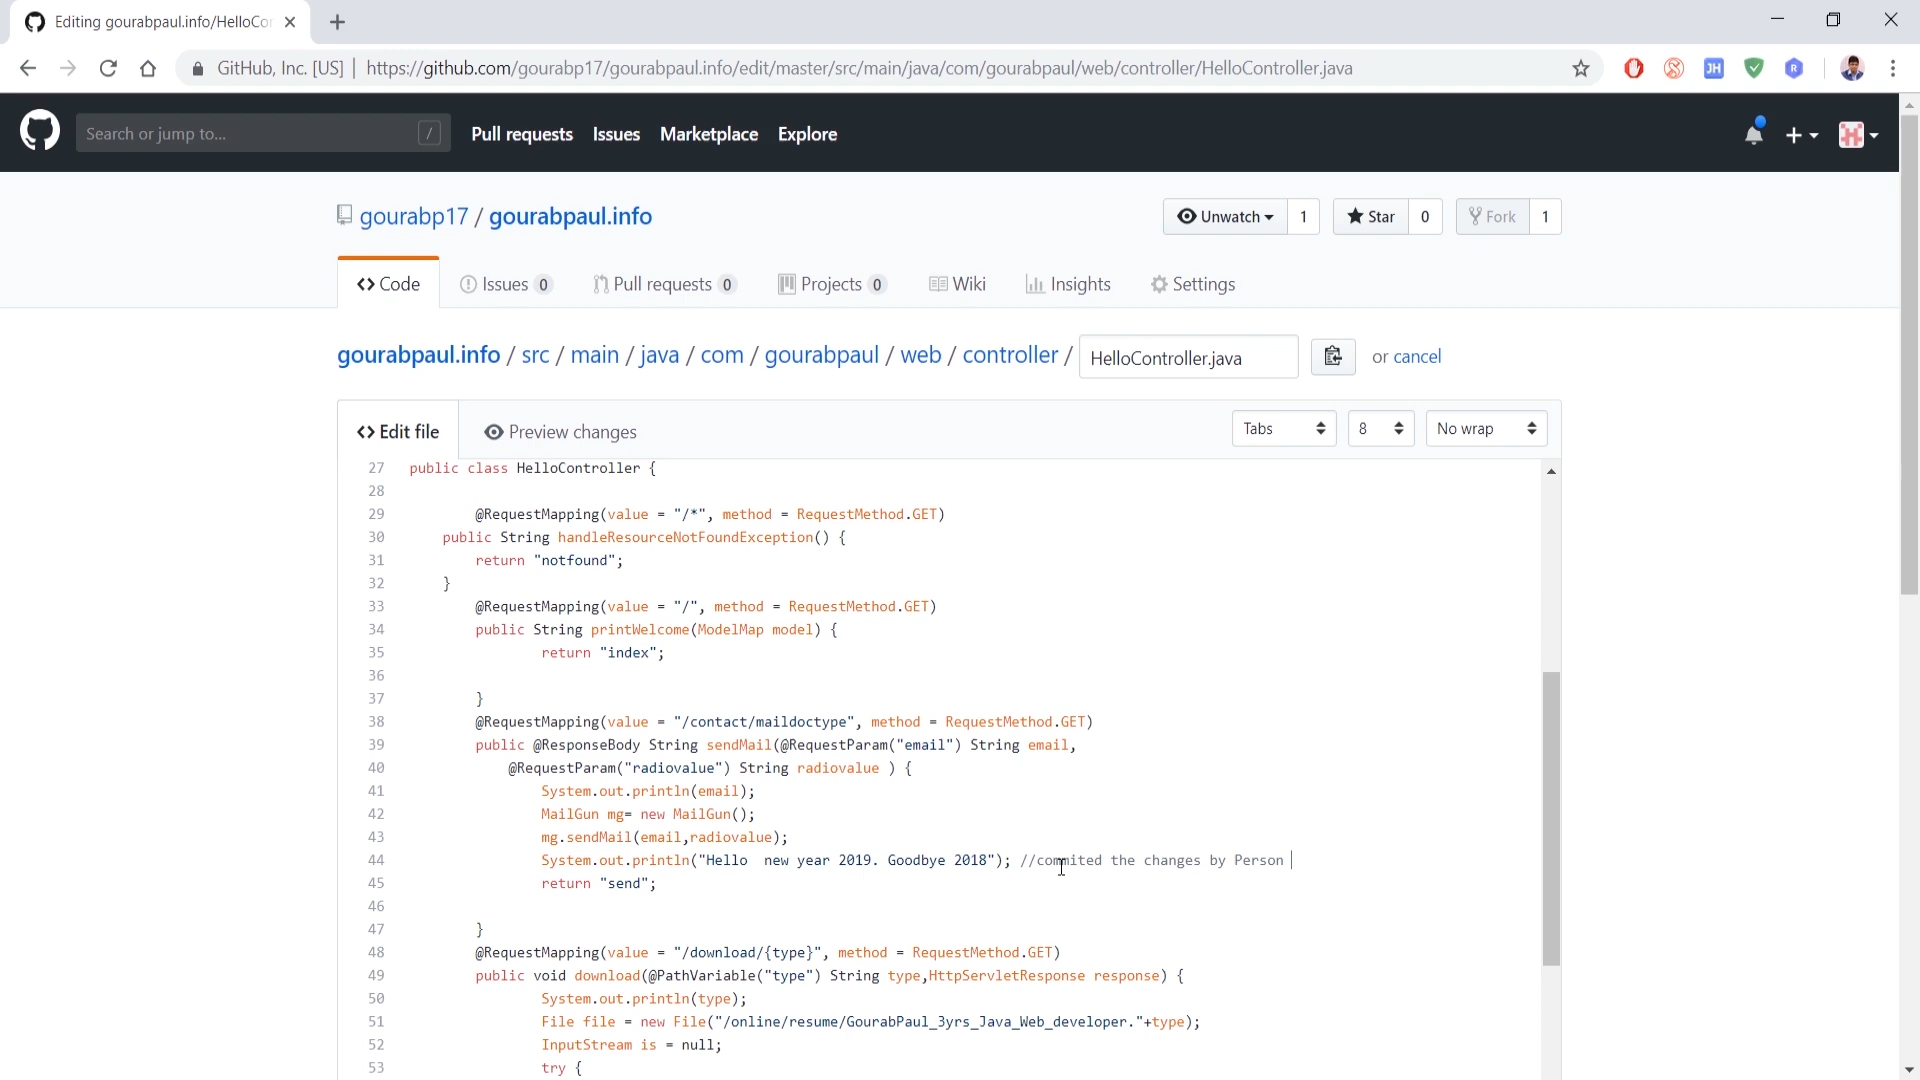 Editing gourabpaul.info/HelloCon
GitHub, Inc. [US] | https://github.com/gourabp17/gourabpaul.info/edit/master/src/main/java/com/gourabpaul/web/controller/HelloController.java
JH
R
Search or jump to... /
Pull requests Issues Marketplace Explore
gourabp17 / gourabpaul.info
Unwatch 1 Star 0 Fork 1
Code Issues 0 Pull requests 0 Projects 0 Wiki Insights Settings
gourabpaul.info / src / main / java / com / gourabpaul / web / controller / HelloController.java or cancel
Edit file Preview changes Tabs 8 No wrap
27 public class HelloController {
28
29 @RequestMapping(value = "/*", method = RequestMethod.GET)
30 public String handleResourceNotFoundException() {
31 return "notfound";
32 }
33 @RequestMapping(value = "/", method = RequestMethod.GET)
34 public String printWelcome(ModelMap model) {
35 return "index";
36
37 }
38 @RequestMapping(value = "/contact/maildoctype", method = RequestMethod.GET)
39 public @ResponseBody String sendMail(@RequestParam("email") String email,
40 @RequestParam("radiovalue") String radiovalue ) {
41 System.out.println(email);
42 MailGun mg= new MailGun();
43 mg.sendMail(email,radiovalue);
44 System.out.println("Hello  new year 2019. Goodbye 2018"); //commited the changes by Person
45 return "send";
46
47 }
48 @RequestMapping(value = "/download/{type}", method = RequestMethod.GET)
49 public void download(@PathVariable("type") String type,HttpServletResponse response) {
50 System.out.println(type);
51 File file = new File("/online/resume/GourabPaul_3yrs_Java_Web_developer."+type);
52 InputStream is = null;
53 try {